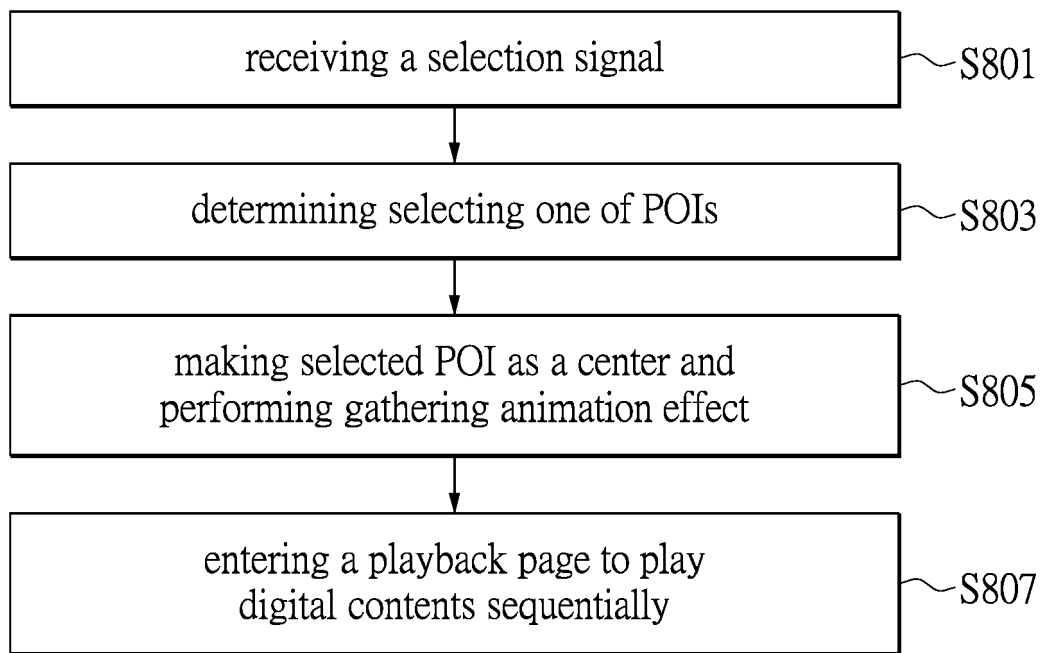 receiving a selection signal
S801
determining selecting one of POIs
S803
making selected POI as a center and
performing gathering animation effect
S805
entering a playback page to play
digital contents sequentially
S807